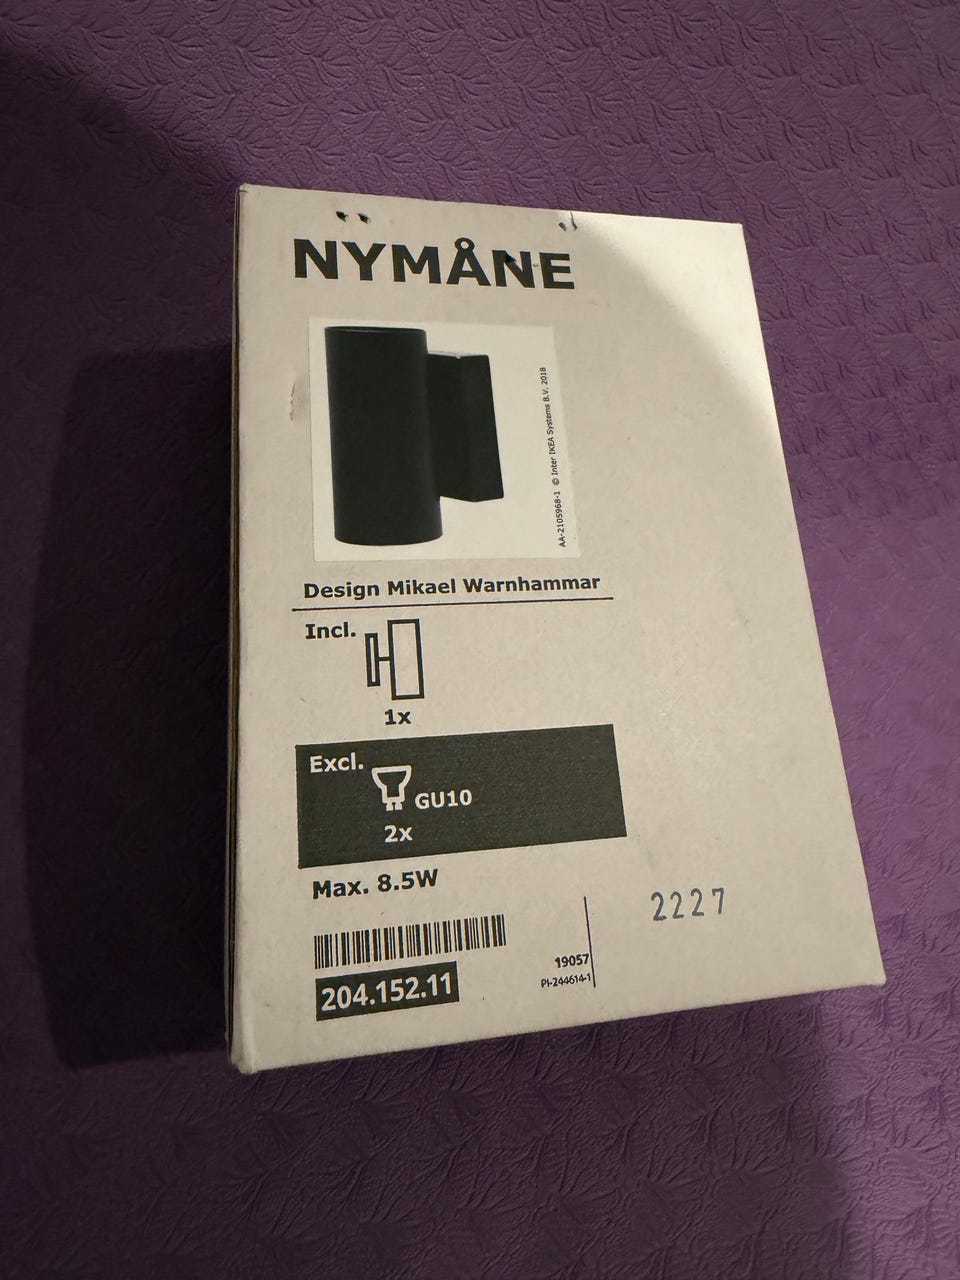 NYMÅNE
AA-2105968-1 © Inter IKEA Systems B.V. 2018
Design Mikael Warnhammar
Incl.
1x
Excl.
GU10
2x
Max. 8.5W
2227
19057
PI-244614-1
204.152.11